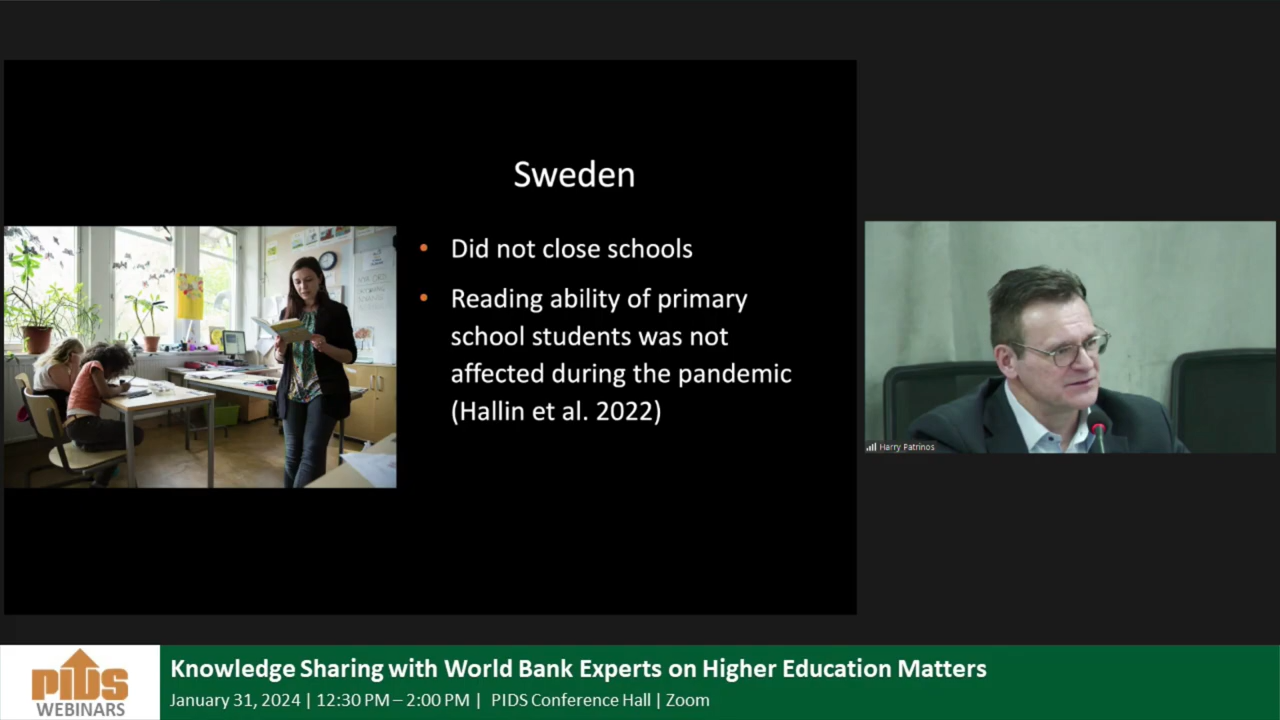 Sweden
• Did not close schools
• Reading ability of primary
school students was not
affected during the pandemic
(Hallin et al. 2022)
Harry Patrinos
PIDS
WEBINARS
Knowledge Sharing with World Bank Experts on Higher Education Matters
January 31, 2024 | 12:30 PM – 2:00 PM | PIDS Conference Hall | Zoom